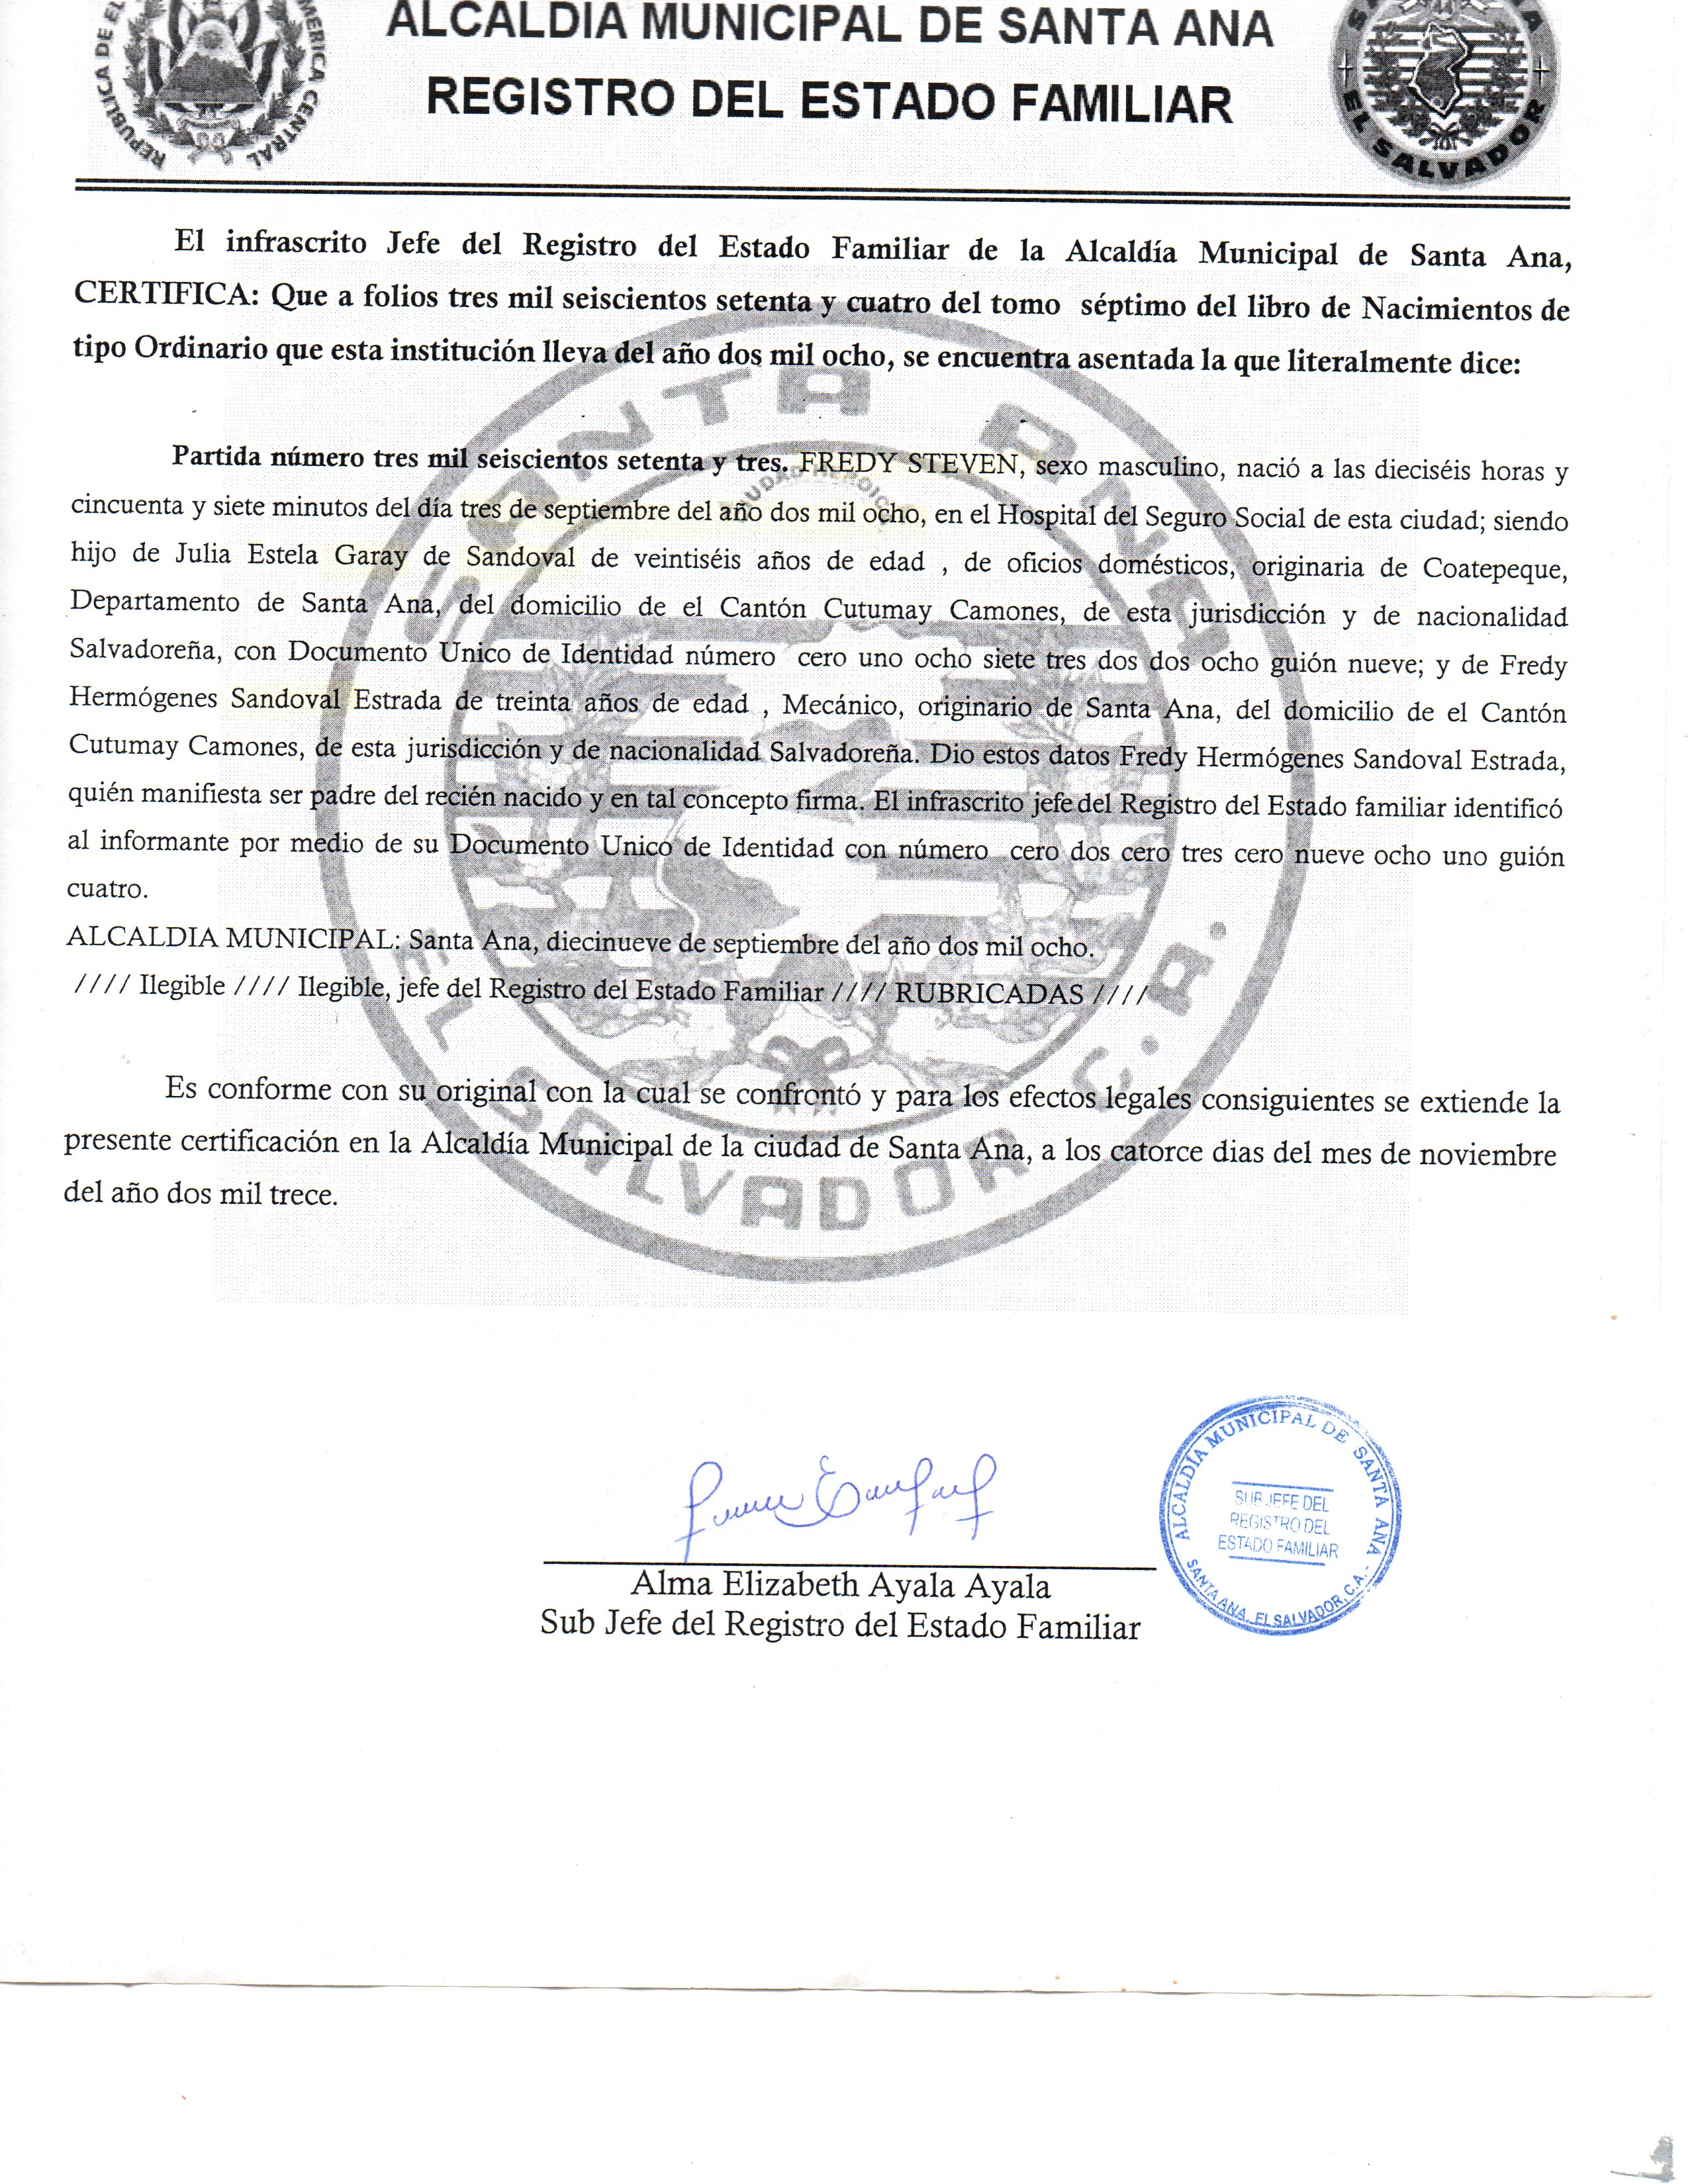 ALCALDIA MUNICIPAL DE SANTA ANA
REGISTRO DEL ESTADO FAMILIAR
REPUBLICA DE EL
MERICA CENTRAL
EL SALVADOR
El infrascrito Jefe del Registro del Estado Familiar de la Alcaldía Municipal de Santa Ana,
CERTIFICA: Que a folios tres mil seiscientos setenta y cuatro del tomo séptimo del libro de Nacimientos de
tipo Ordinario que esta institución lleva del año dos mil ocho, se encuentra asentada la que literalmente dice:
Partida número tres mil seiscientos setenta y tres. FREDY STEVEN, sexo masculino, nació a las dieciséis horas y
cincuenta y siete minutos del día tres de septiembre del año dos mil ocho, en el Hospital del Seguro Social de esta ciudad; siendo
hijo de Julia Estela Garay de Sandoval de veintiséis años de edad , de oficios domésticos, originaria de Coatepeque,
Departamento de Santa Ana, del domicilio de el Cantón Cutumay Camones, de esta jurisdicción y de nacionalidad
Salvadoreña, con Documento Unico de Identidad número cero uno ocho siete tres dos dos ocho guión nueve; y de Fredy
Hermógenes Sandoval Estrada de treinta años de edad , Mecánico, originario de Santa Ana, del domicilio de el Cantón
Cutumay Camones, de esta jurisdicción y de nacionalidad Salvadoreña. Dio estos datos Fredy Hermógenes Sandoval Estrada,
quién manifiesta ser padre del recién nacido y en tal concepto firma. El infrascrito jefe del Registro del Estado familiar identificó
al informante por medio de su Documento Unico de Identidad con número cero dos cero tres cero nueve ocho uno guión
cuatro.
ALCALDIA MUNICIPAL: Santa Ana, diecinueve de septiembre del año dos mil ocho.
//// Ilegible //// Ilegible, jefe del Registro del Estado Familiar //// RUBRICADAS ////
Es conforme con su original con la cual se confrontó y para los efectos legales consiguientes se extiende la
presente certificación en la Alcaldía Municipal de la ciudad de Santa Ana, a los catorce dias del mes de noviembre
del año dos mil trece.
SANTA ANA
CIUDAD HEROICA
EL SALVADOR C.A.
Alma Elizabeth Ayala Ayala
Sub Jefe del Registro del Estado Familiar
ALCALDÍA MUNICIPAL DE SANTA ANA
SUB JEFE DEL
REGISTRO DEL
ESTADO FAMILIAR
SANTA ANA, EL SALVADOR, C.A.